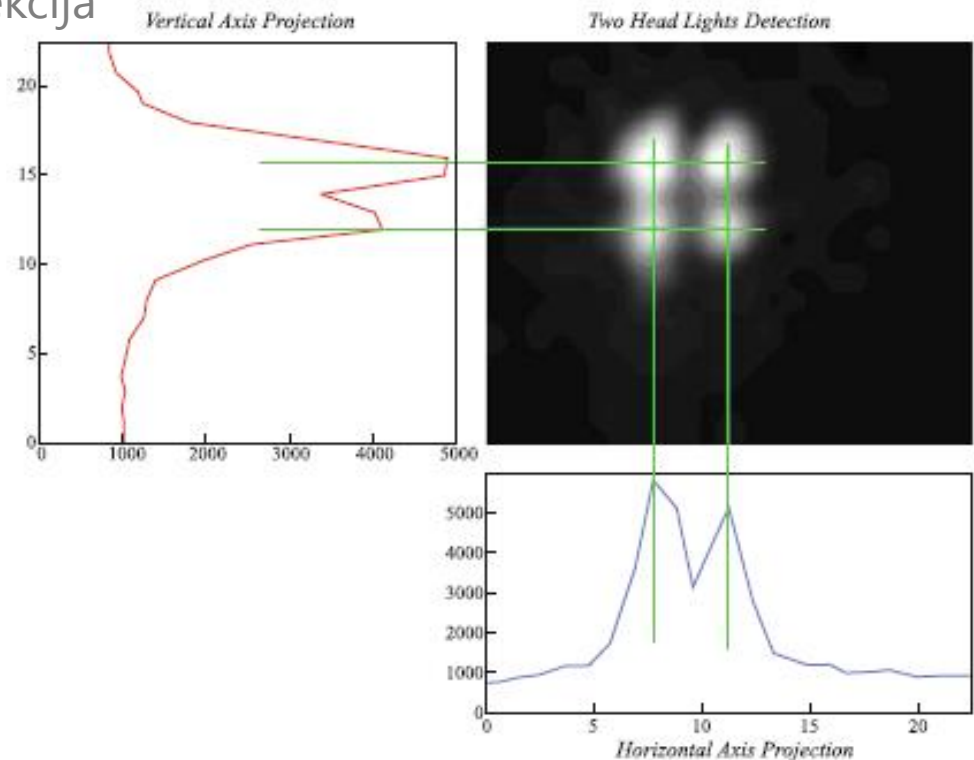 ekcija
Vertical Axis Projection
Two Head Lights Detection
20
15
10
5
0
0 1000 2000 3000 4000 5000
5000
4000
3000
2000
1000
0
0 5 10 15 20
Horizontal Axis Projection